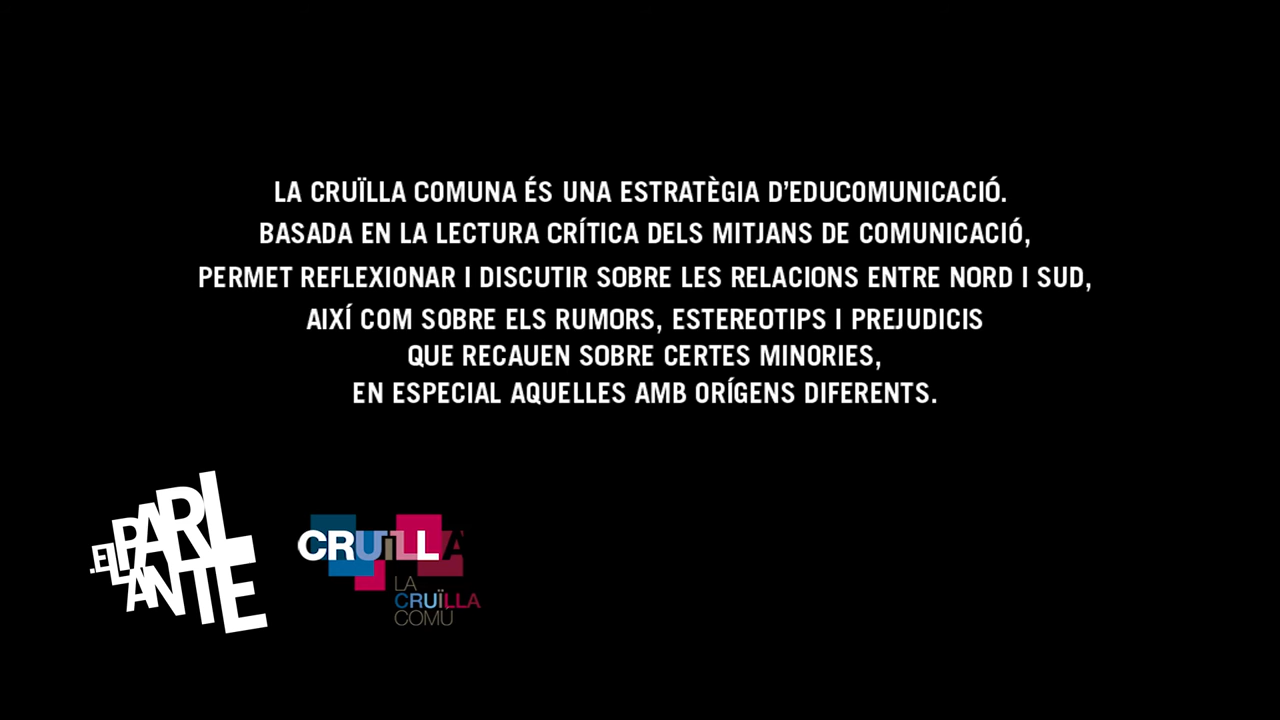 LA CRUÏLLA COMUNA ÉS UNA ESTRATÈGIA D'EDUCOMUNICACIÓ.
BASADA EN LA LECTURA CRÍTICA DELS MITJANS DE COMUNICACIÓ,
PERMET REFLEXIONAR I DISCUTIR SOBRE LES RELACIONS ENTRE NORD I SUD,
AIXÍ COM SOBRE ELS RUMORS, ESTEREOTIPS I PREJUDICIS
QUE RECAUEN SOBRE CERTES MINORIES,
EN ESPECIAL AQUELLES AMB ORÍGENS DIFERENTS.
.EL PARLANTE
CRUÏLLA
LA
CRUÏLLA
COMU